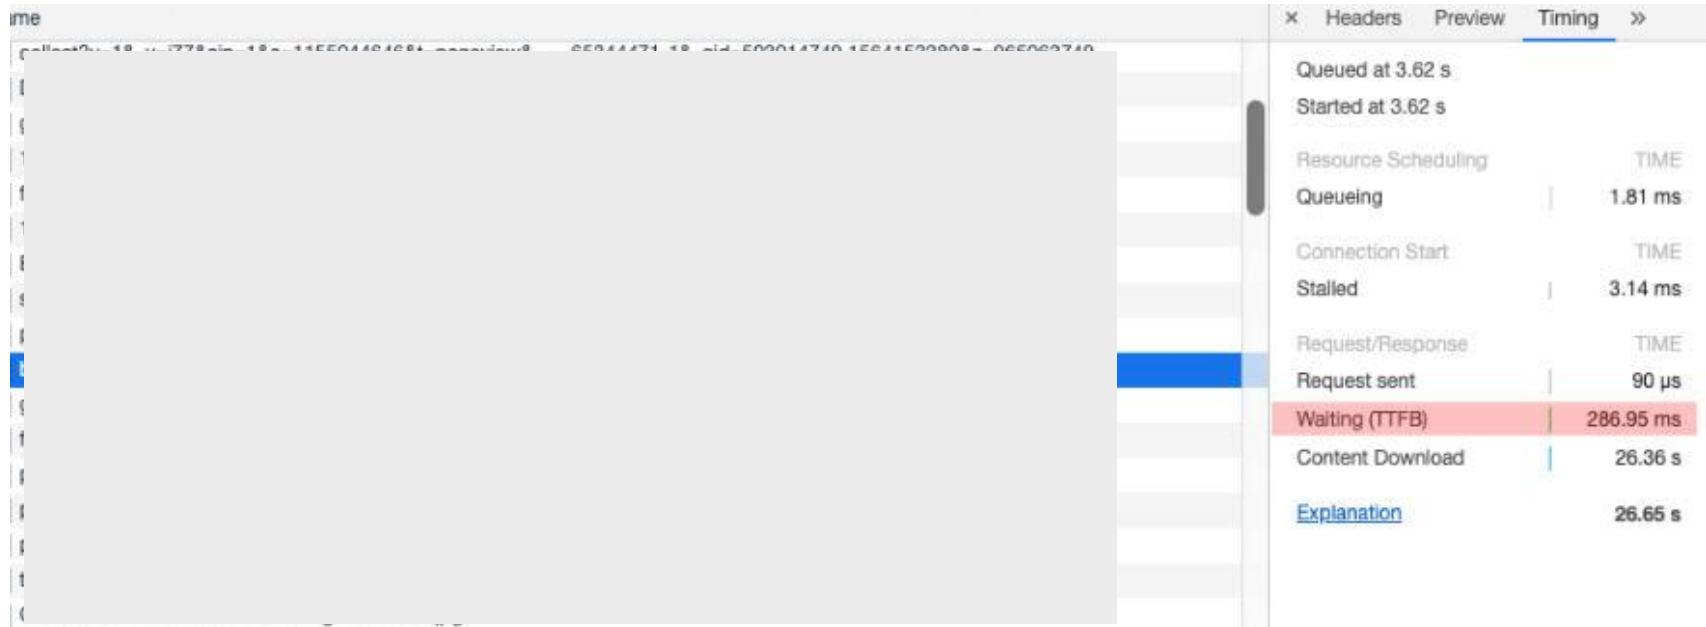 ame
× Headers Preview Timing »
Queued at 3.62 s
Started at 3.62 s
Resource Scheduling TIME
Queueing 1.81 ms
Connection Start TIME
Stalled 3.14 ms
Request/Response TIME
Request sent 90 µs
Waiting (TTFB) 286.95 ms
Content Download 26.36 s
Explanation 26.65 s